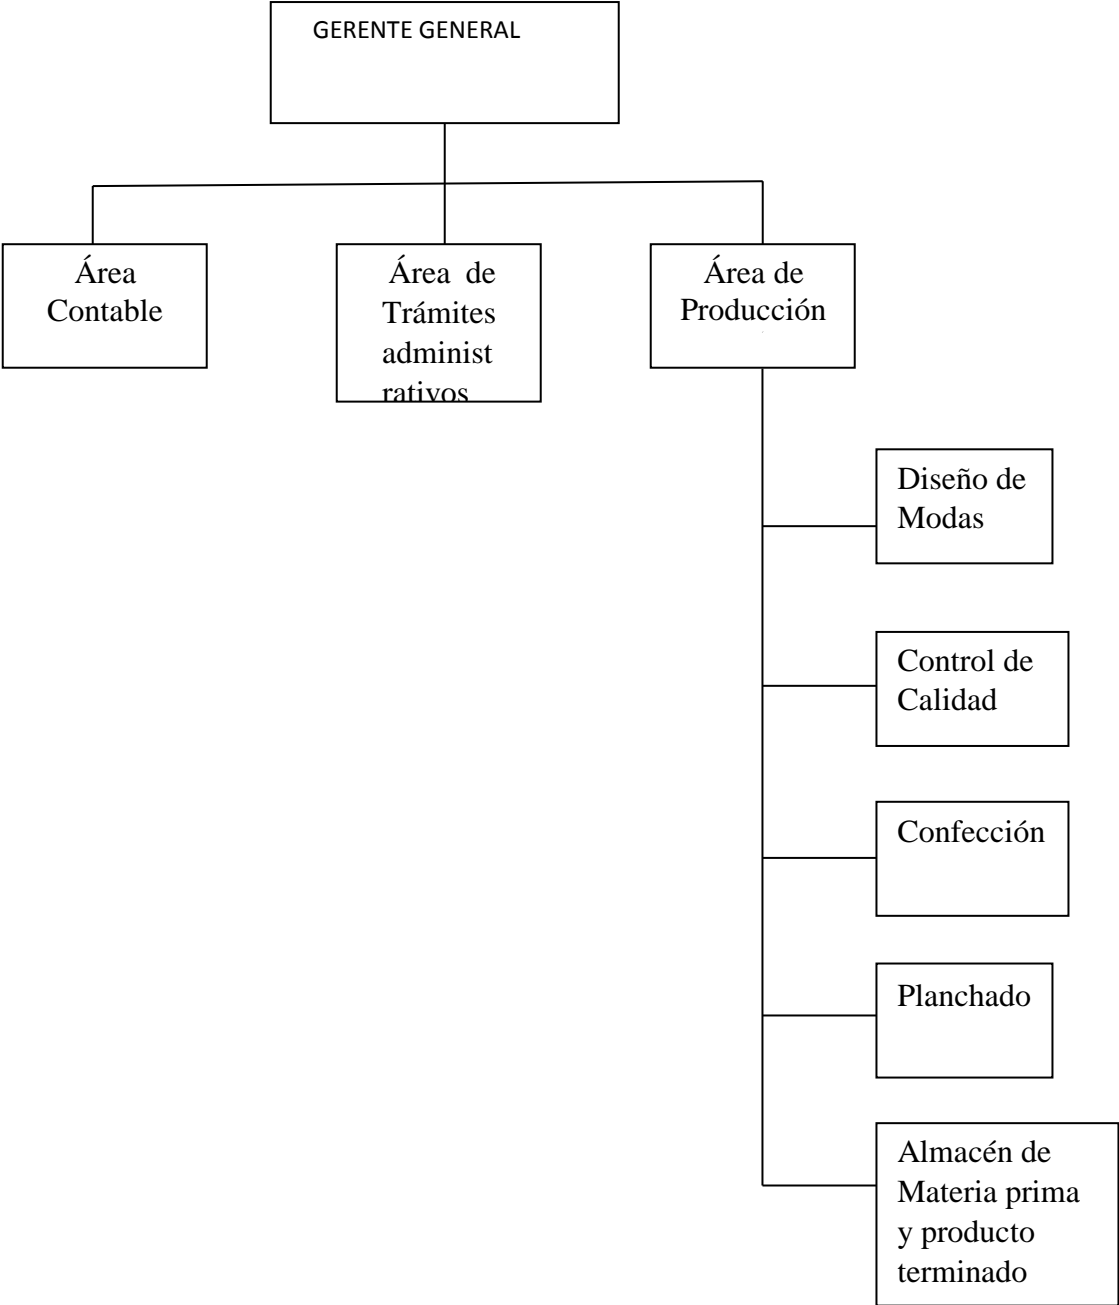 GERENTE GENERAL
Área
Contable
Área de
Trámites
administ
rativos
Área de
Producción
Diseño de
Modas
Control de
Calidad
Confección
Planchado
Almacén de
Materia prima
y producto
terminado